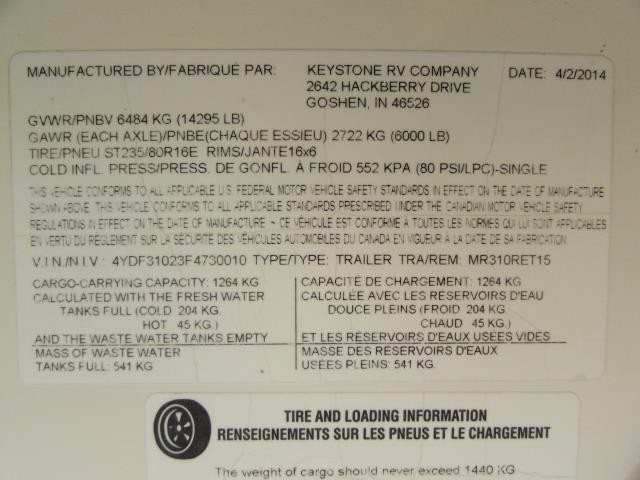 MANUFACTURED BY/FABRIQUÉ PAR: KEYSTONE RV COMPANY DATE: 4/2/2014
2642 HACKBERRY DRIVE
GOSHEN, IN 46526
GVWR/PNBV 6484 KG (14295 LB)
GAWR (EACH AXLE)/PNBE(CHAQUE ESSIEU) 2722 KG (6000 LB)
TIRE/PNEU ST235/80R16E RIMS/JANTE16x6
COLD INFL. PRESS/PRESS. DE GONFL. À FROID 552 KPA (80 PSI/LPC)-SINGLE
THIS VEHICLE CONFORMS TO ALL APPLICABLE U.S. FEDERAL MOTOR VEHICLE SAFETY STANDARDS IN EFFECT ON THE DATE OF MANUFACTURE
SHOWN ABOVE. THIS VEHICLE CONFORMS TO ALL APPLICABLE STANDARDS PRESCRIBED UNDER THE CANADIAN MOTOR VEHICLE SAFETY
REGULATIONS IN EFFECT ON THE DATE OF MANUFACTURE - CE VÉHICULE EST CONFORME À TOUTES LES NORMES QUI LUI SONT APPLICABLES
EN VERTU DU RÈGLEMENT SUR LA SÉCURITÉ DES VÉHICULES AUTOMOBILES DU CANADA EN VIGUEUR À LA DATE DE SA FABRICATION
V.I.N./N.I.V.: 4YDF31023F4730010 TYPE/TYPE: TRAILER TRA/REM: MR310RET15
CARGO-CARRYING CAPACITY: 1264 KG
CALCULATED WITH THE FRESH WATER
TANKS FULL (COLD 204 KG.
HOT 45 KG.)
AND THE WASTE WATER TANKS EMPTY
MASS OF WASTE WATER
TANKS FULL: 541 KG.
CAPACITÉ DE CHARGEMENT: 1264 KG
CALCULÉE AVEC LES RÉSERVOIRS D'EAU
DOUCE PLEINS (FROID 204 KG.
CHAUD 45 KG.)
ET LES RÉSERVOIRS D'EAUX USÉES VIDES
MASSE DES RÉSERVOIRS D'EAUX
USÉES PLEINS: 541 KG.
TIRE AND LOADING INFORMATION
RENSEIGNEMENTS SUR LES PNEUS ET LE CHARGEMENT
The weight of cargo should never exceed 1440 KG